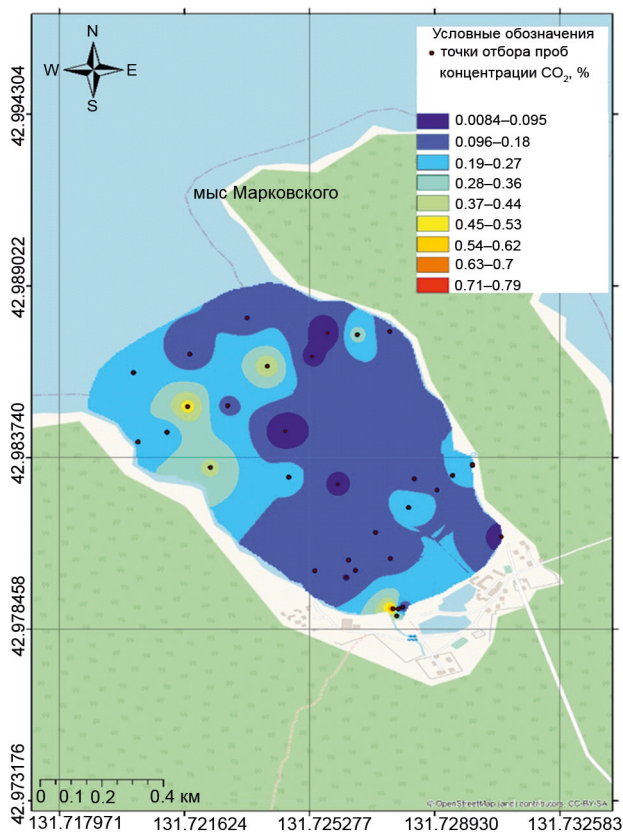 N
W E
S
Условные обозначения
точки отбора проб
концентрации CO2, %
0.0084–0.095
0.096–0.18
0.19–0.27
0.28–0.36
0.37–0.44
0.45–0.53
0.54–0.62
0.63–0.7
0.71–0.79
мыс Марковского
42.994304
42.989022
42.983740
42.978458
42.973176
0 0.1 0.2 0.4 км
© OpenStreetMap (and) contributors, CC-BY-SA
131.717971 131.721624 131.725277 131.728930 131.732583